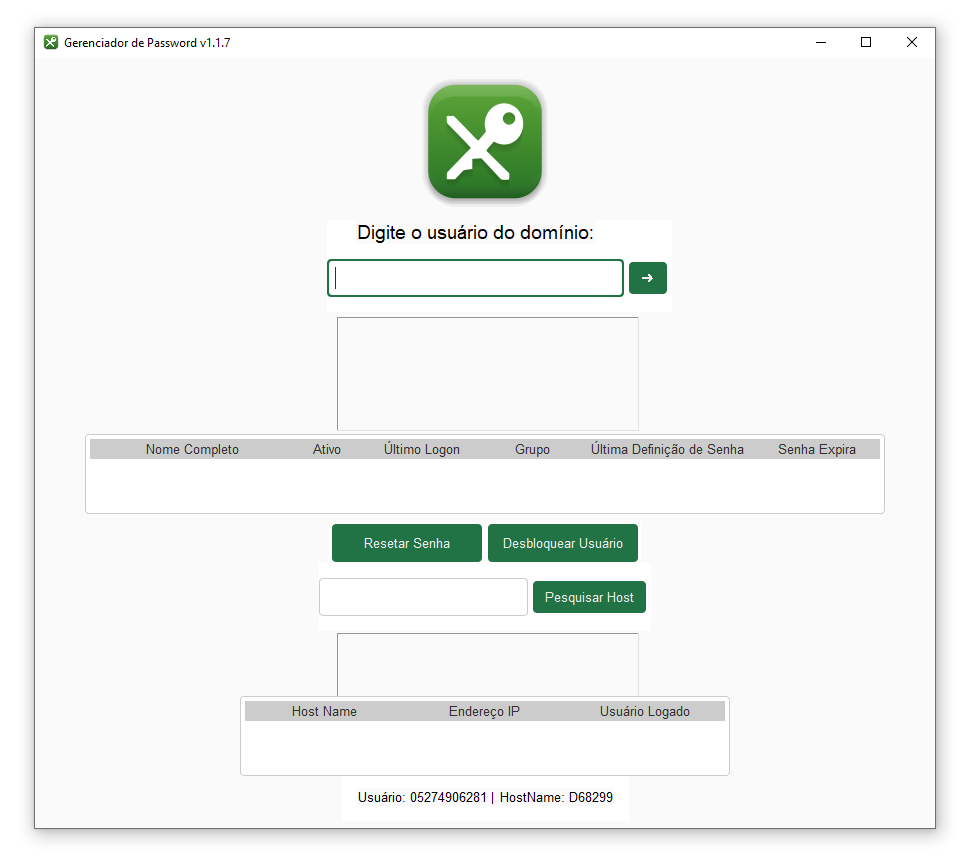 Gerenciador de Password v1.1.7
Digite o usuário do domínio:
Nome Completo Ativo Último Logon Grupo Última Definição de Senha Senha Expira
Resetar Senha Desbloquear Usuário
Pesquisar Host
Host Name Endereço IP Usuário Logado
Usuário: 05274906281 | HostName: D68299